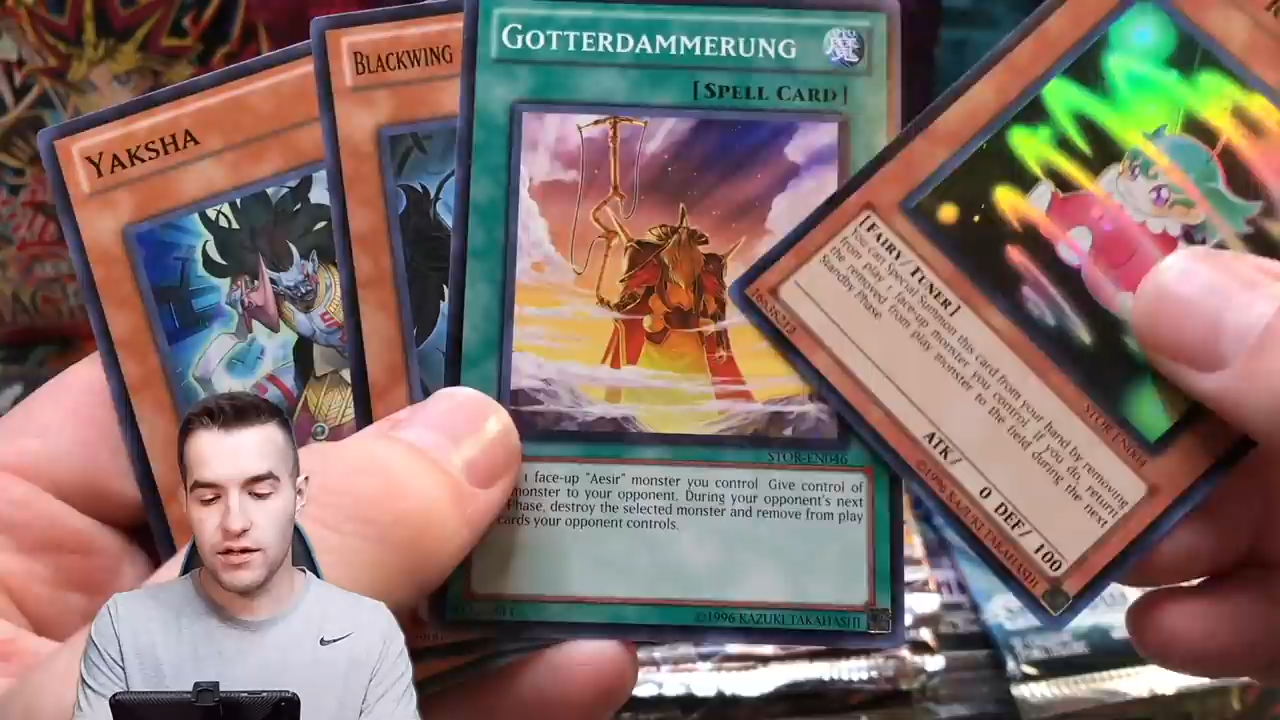 YAKSHA
BLACKWING
GOTTERDAMMERUNG
[SPELL CARD]
STOR-EN046
1 face-up "Aesir" monster you control Give control of
monster to your opponent. During your opponent's next
Phase, destroy the selected monster and remove from play
cards your opponent controls.
©1996 KAZUKI TAKAHASHI
[FAIRY/TUNER]
You can Special Summon this card from your hand by removing
from play 1 face-up monster you control. If you do, return
the removed from play monster to the field during the next
Standby Phase
ATK/ 0 DEF/ 100
STOR-EN004
©1996 KAZUKI TAKAHASHI